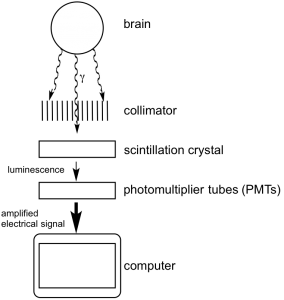 brain
γ
collimator
scintillation crystal
luminescence
photomultiplier tubes (PMTs)
amplified
electrical signal
computer